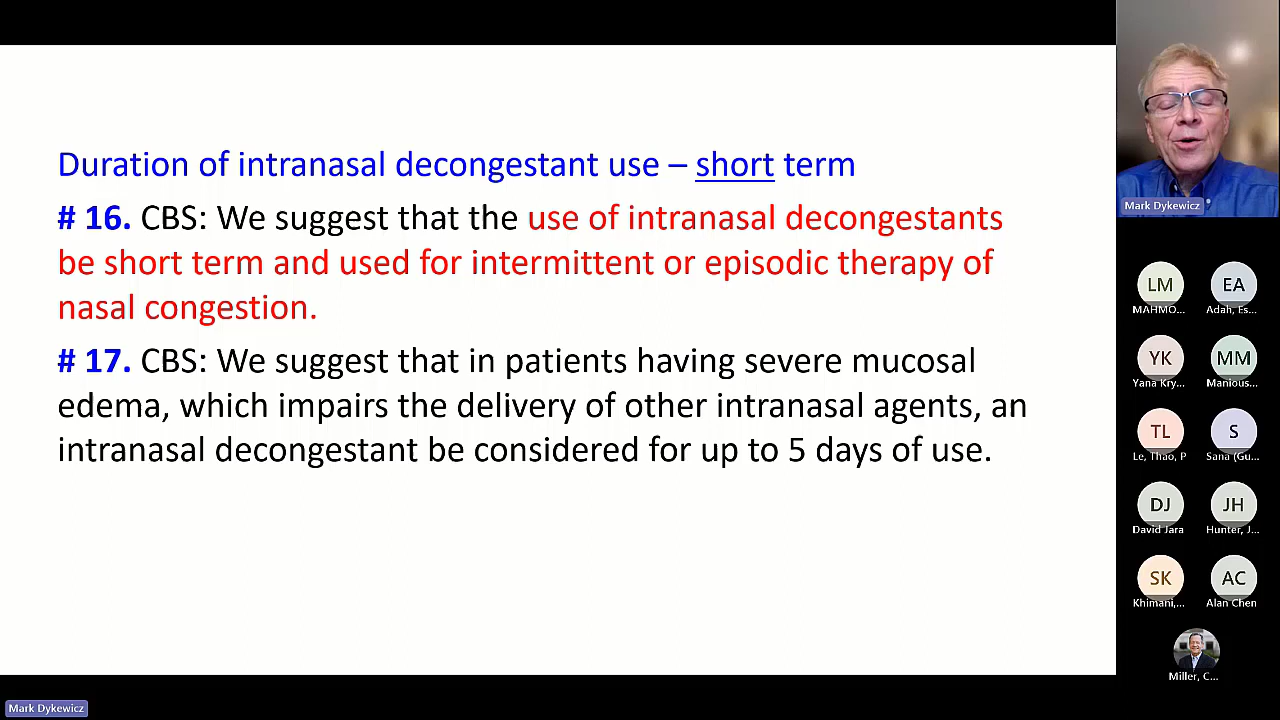 Duration of intranasal decongestant use – short term
# 16. CBS: We suggest that the use of intranasal decongestants
be short term and used for intermittent or episodic therapy of
nasal congestion.
# 17. CBS: We suggest that in patients having severe mucosal
edema, which impairs the delivery of other intranasal agents, an
intranasal decongestant be considered for up to 5 days of use.
Mark Dykewicz
LM
MAHMO...
EA
Adah, Es...
YK
Yana Kry...
MM
Manious...
TL
Le, Thao, P
S
Sana (Gu...
DJ
David Jara
JH
Hunter, J...
SK
Khimani,...
AC
Alan Chen
Miller, C...
Mark Dykewicz